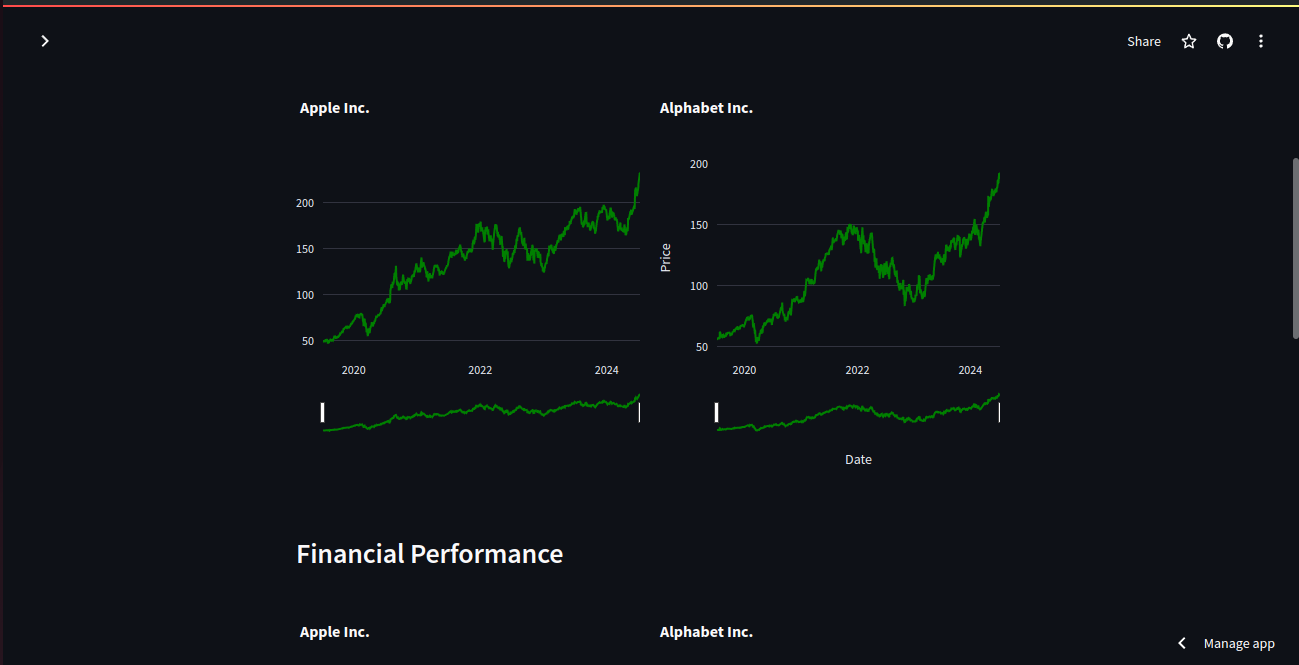 Share
Apple Inc.
Alphabet Inc.
200
150
100
50
2020 2022 2024
200
150
100
50
Price
2020 2022 2024
Date
Financial Performance
Apple Inc.
Alphabet Inc.
Manage app